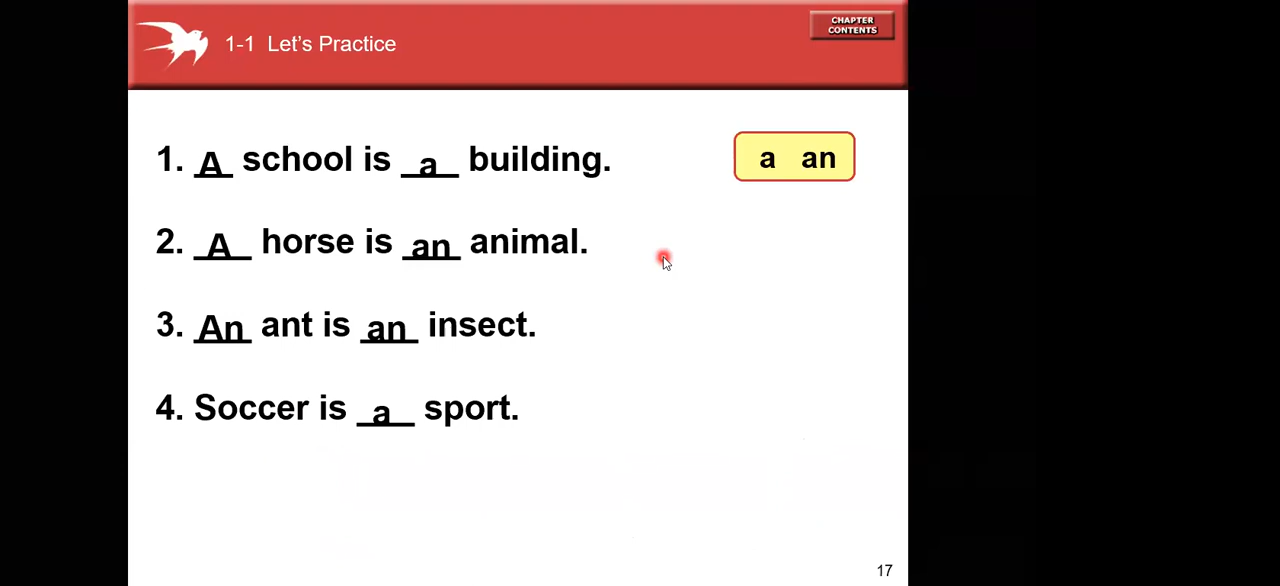 1-1 Let's Practice
CHAPTER
CONTENTS
1. A school is a building.
a an
2. A horse is an animal.
3. An ant is an insect.
4. Soccer is a sport.
17